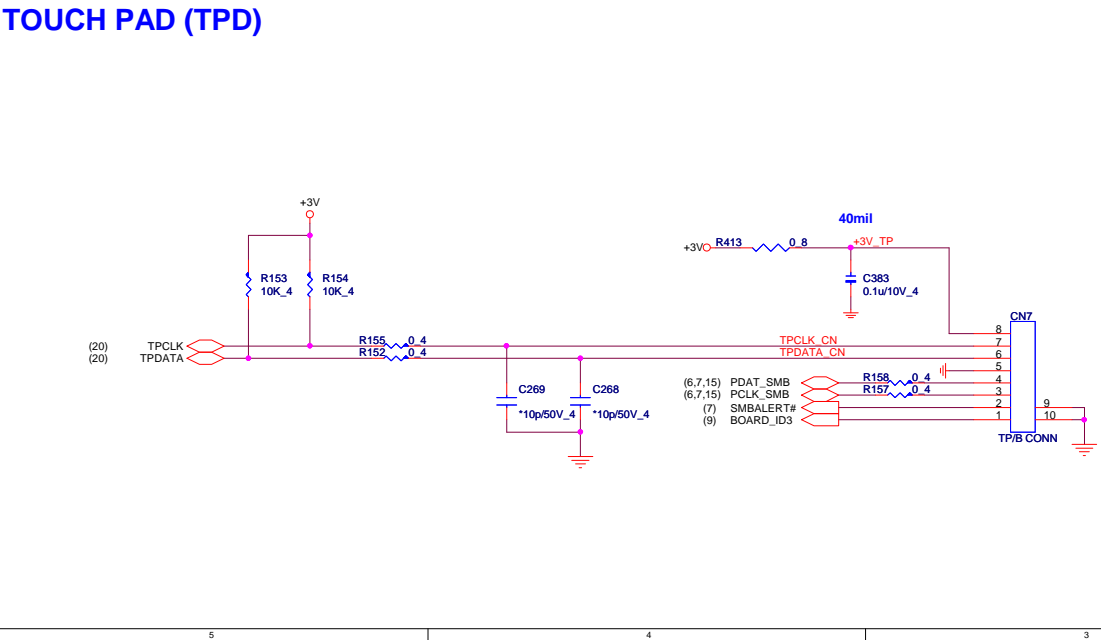 TOUCH PAD (TPD)
+3V
40mil
+3V R413 0_8 +3V_TP
R153 R154 C383
10K_4 10K_4 0.1u/10V_4
CN7
8
(20) TPCLK R155 0_4 TPCLK_CN 7
(20) TPDATA R152 0_4 TPDATA_CN 6
5
(6,7,15) PDAT_SMB R158 0_4 4
(6,7,15) PCLK_SMB R157 0_4 3
C269 C268
(7) SMBALERT# 2 9
*10p/50V_4 *10p/50V_4
(9) BOARD_ID3 1 10
TP/B CONN
5 4 3